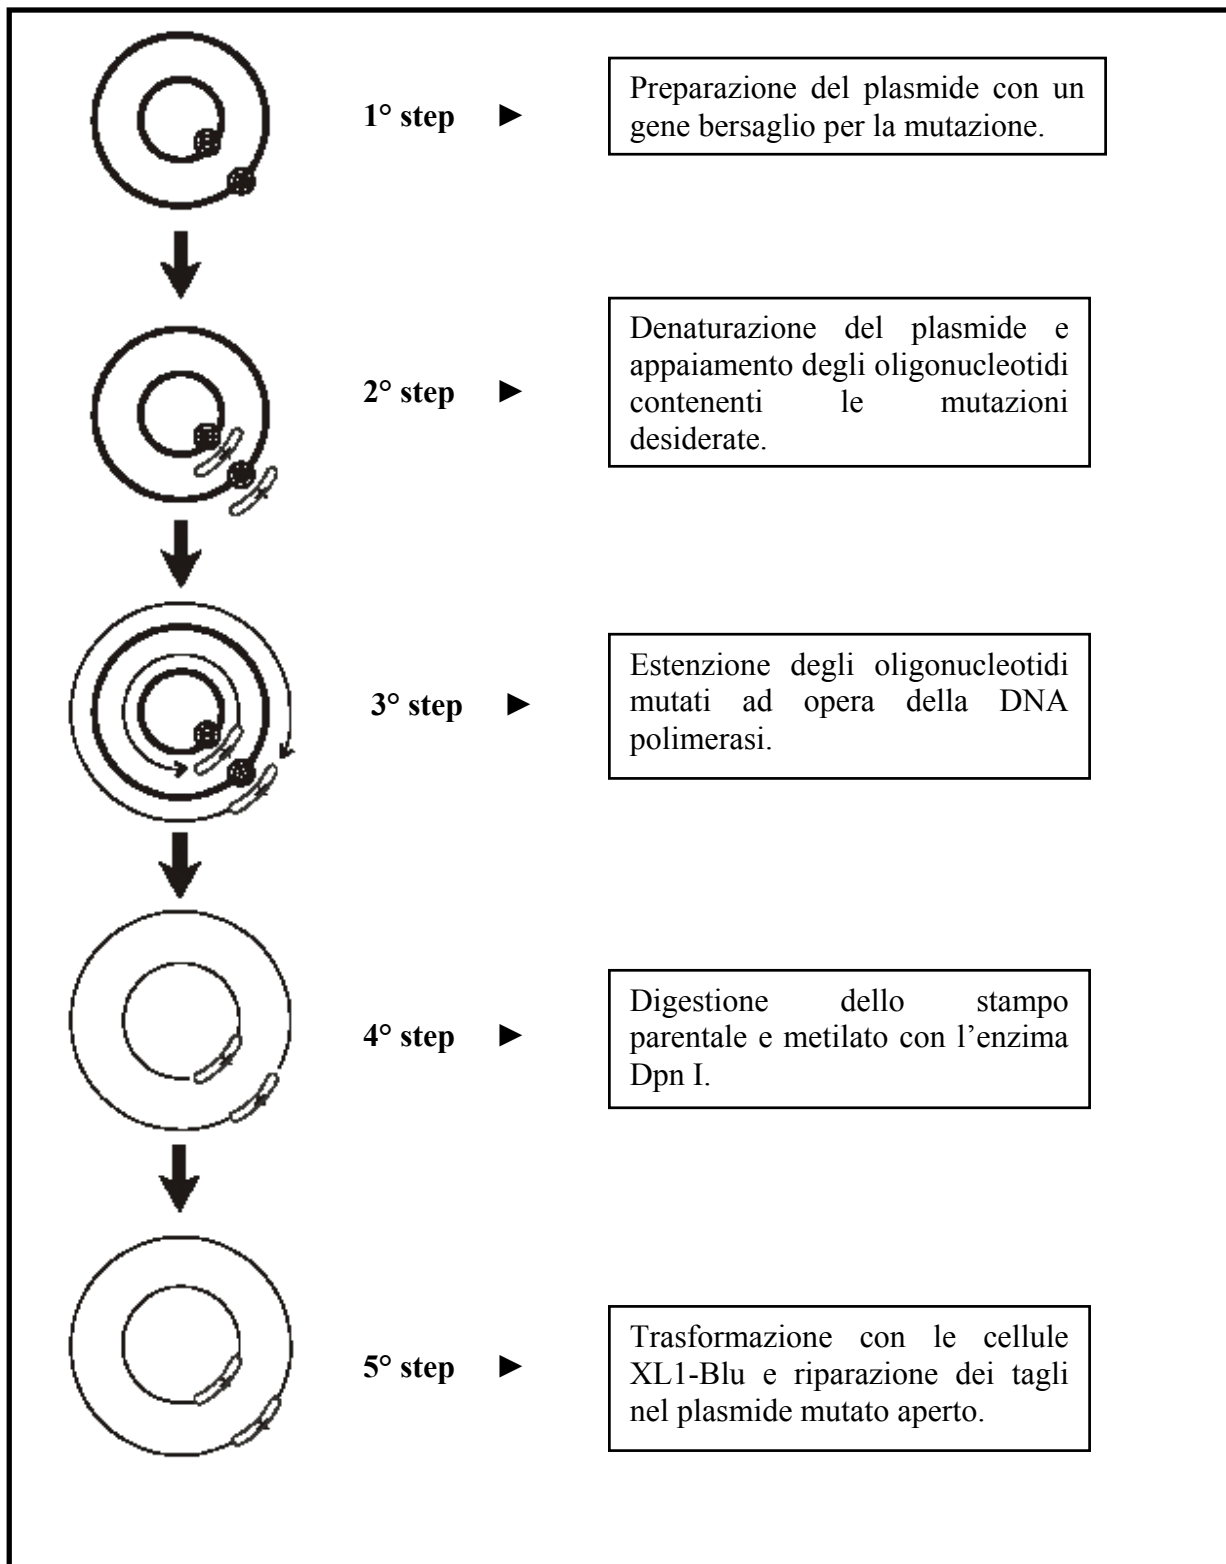 1° step ►
Preparazione del plasmide con un
gene bersaglio per la mutazione.
2° step ►
Denaturazione del plasmide e
appaiamento degli oligonucleotidi
contenenti le mutazioni
desiderate.
3° step ►
Estenzione degli oligonucleotidi
mutati ad opera della DNA
polimerasi.
4° step ►
Digestione dello stampo
parentale e metilato con l’enzima
Dpn I.
5° step ►
Trasformazione con le cellule
XL1-Blu e riparazione dei tagli
nel plasmide mutato aperto.